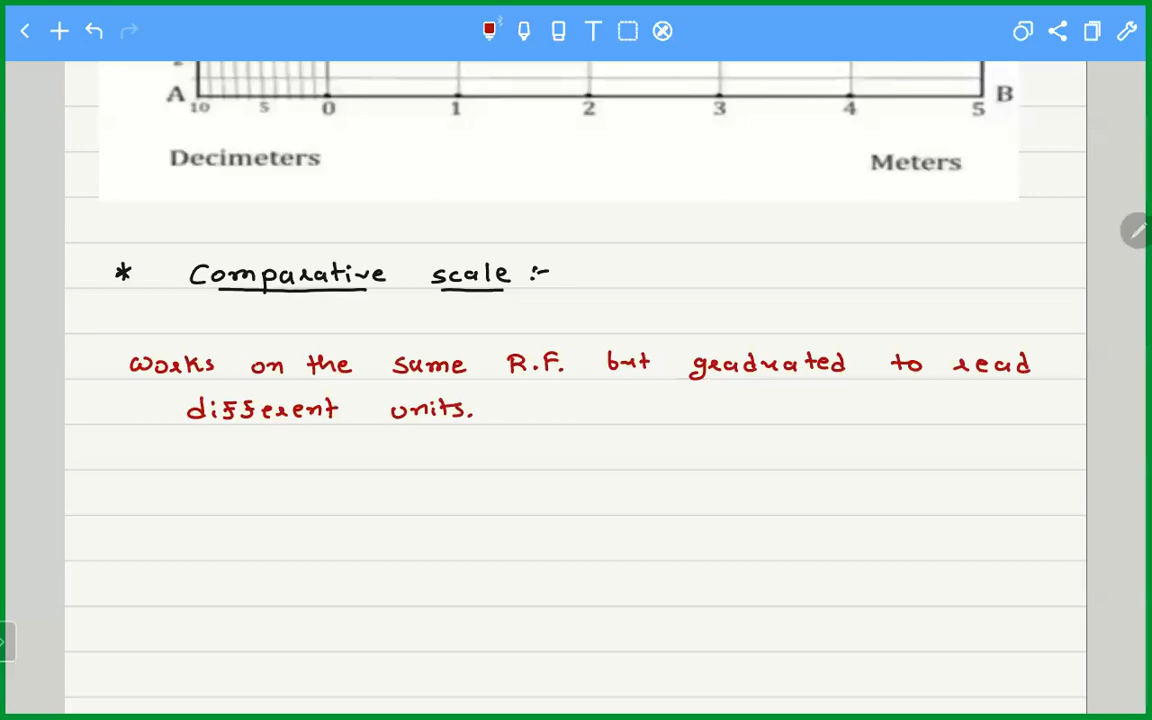 A B
10 5 0 1 2 3 4 5
Decimeters Meters
* Comparative scale :-
works on the same R.F. but graduated to read
different units.